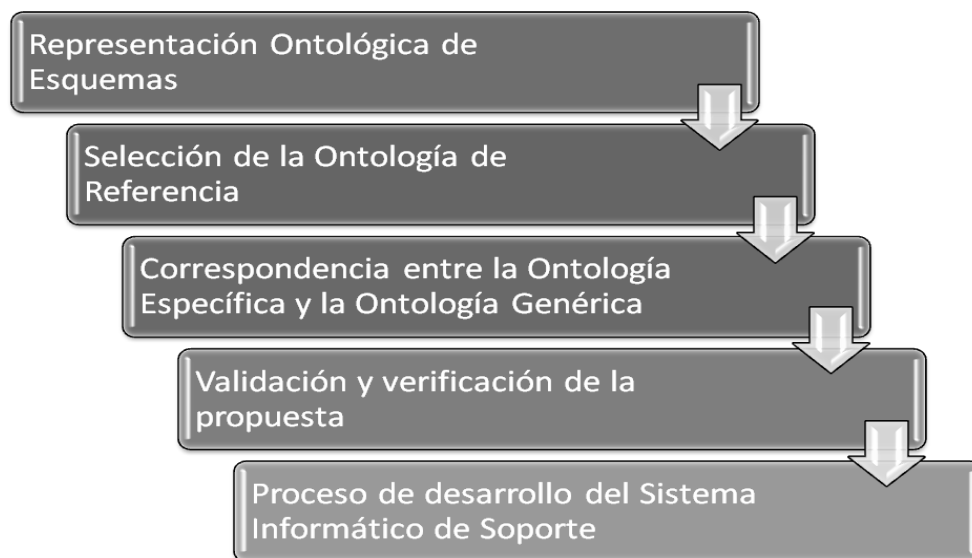 Representación Ontológica de
Esquemas
Selección de la Ontología de
Referencia
Correspondencia entre la Ontología
Específica y la Ontología Genérica
Validación y verificación de la
propuesta
Proceso de desarrollo del Sistema
Informático de Soporte